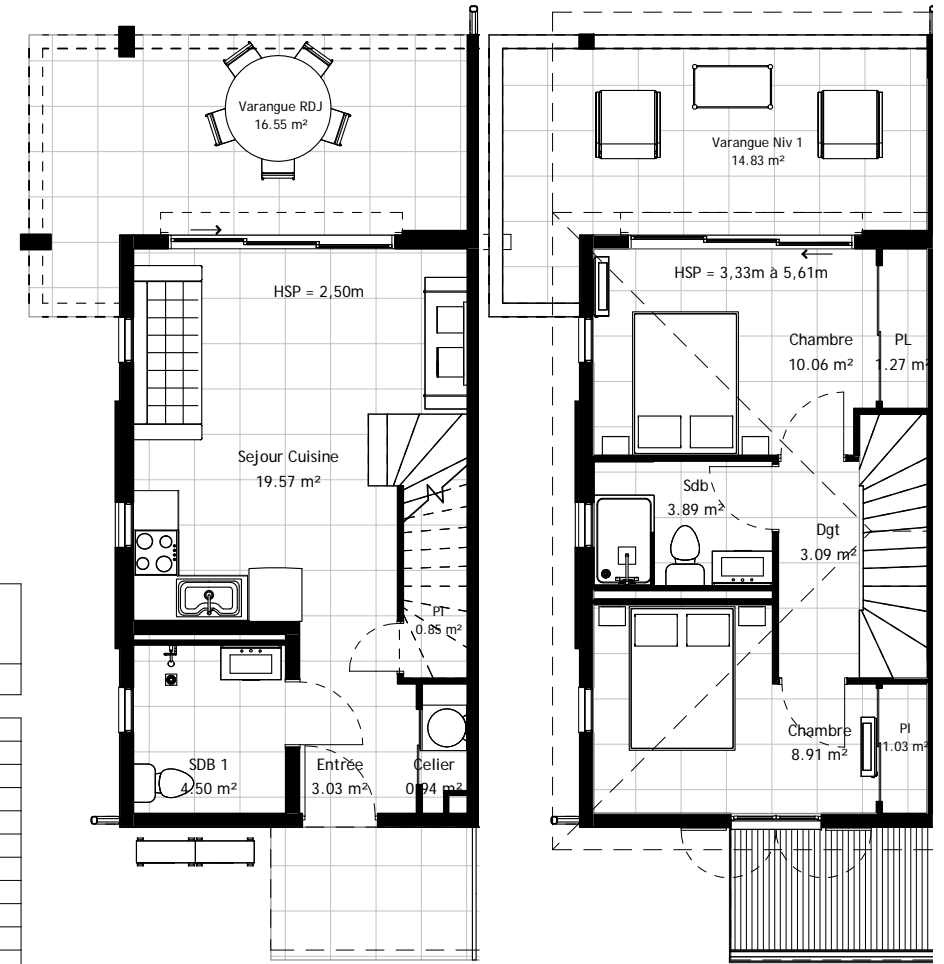 Varangue RDJ
16.55 m²
HSP = 2,50m
Sejour Cuisine
19.57 m²
PI
0.85 m²
SDB 1
4.50 m²
Entrée
3.03 m²
Celier
0.94 m²
Varangue Niv 1
14.83 m²
HSP = 3,33m à 5,61m
Chambre
10.06 m²
PL
1.27 m²
Sdb
3.89 m²
Dgt
3.09 m²
Chambre
8.91 m²
PI
1.03 m²